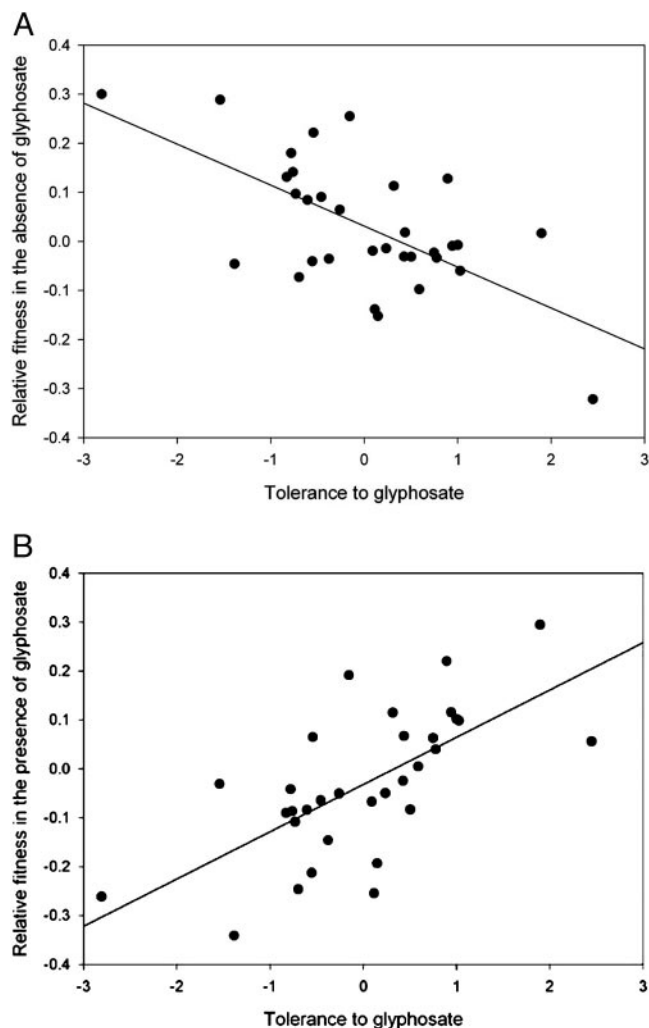 A
Relative fitness in the absence of glyphosate
0.4
0.3
0.2
0.1
0.0
-0.1
-0.2
-0.3
-0.4
-3 -2 -1 0 1 2 3
Tolerance to glyphosate
B
Relative fitness in the presence of glyphosate
0.4
0.3
0.2
0.1
0.0
-0.1
-0.2
-0.3
-0.4
-3 -2 -1 0 1 2 3
Tolerance to glyphosate